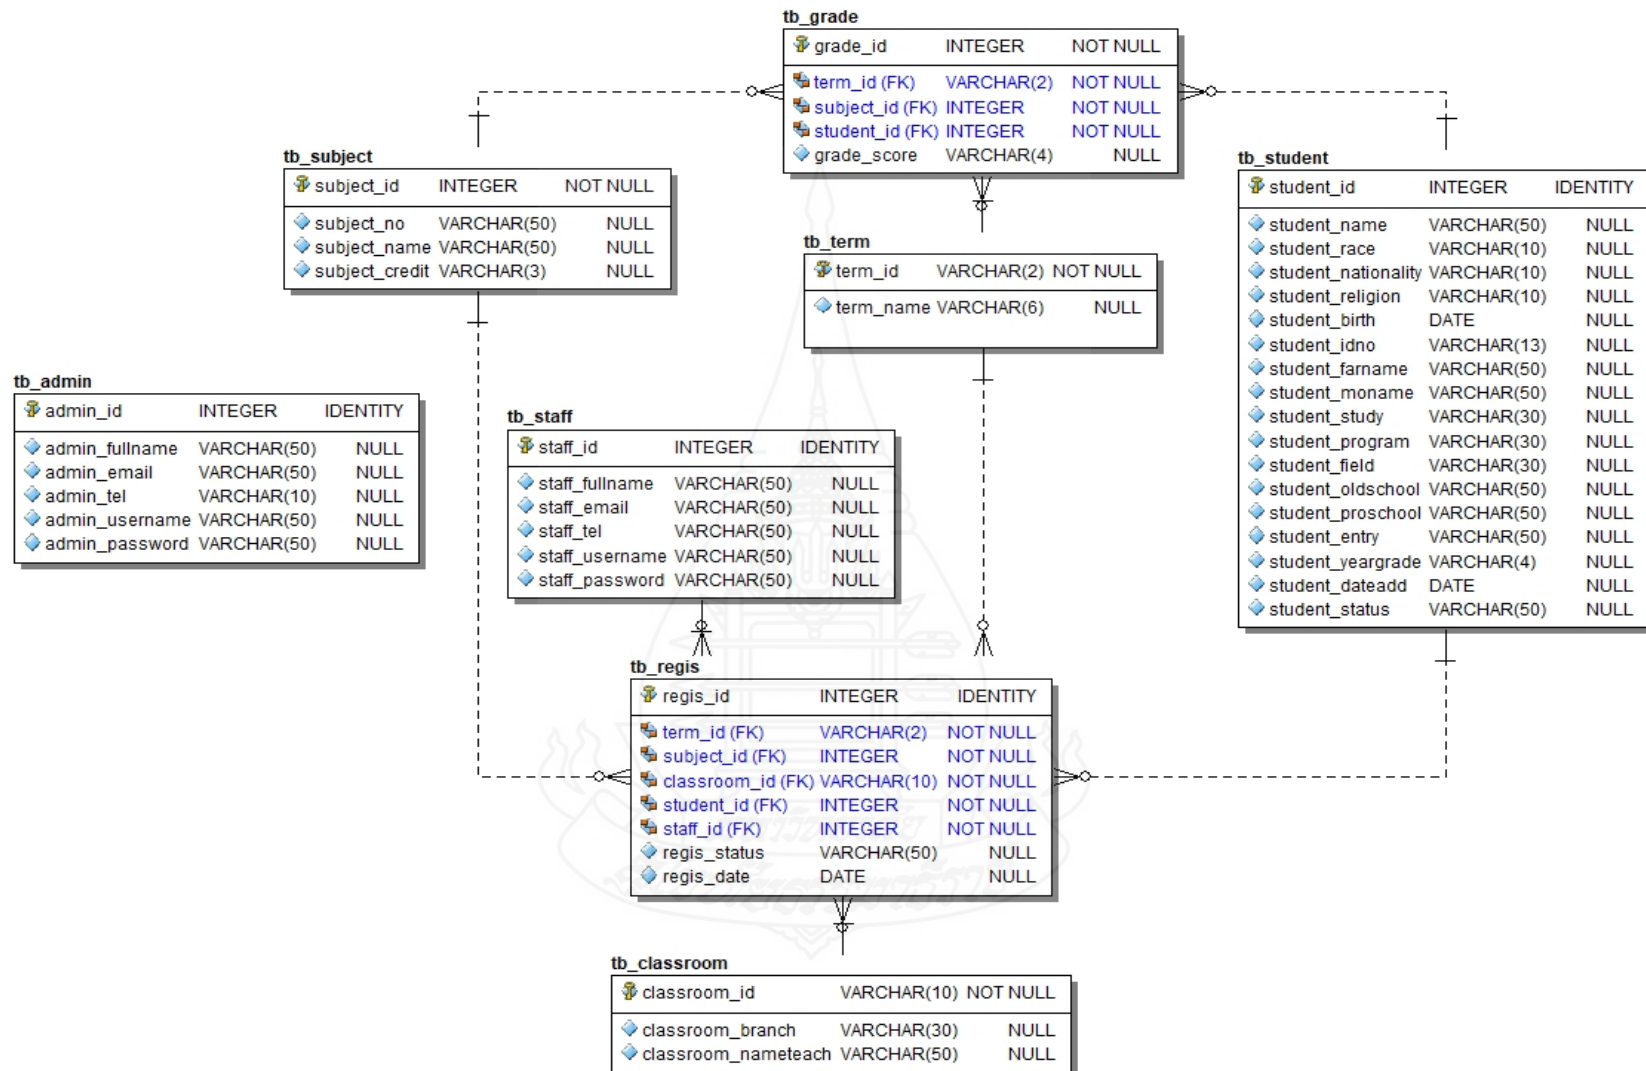 tb_grade
grade_id INTEGER NOT NULL
term_id (FK) VARCHAR(2) NOT NULL
subject_id (FK) INTEGER NOT NULL
student_id (FK) INTEGER NOT NULL
grade_score VARCHAR(4) NULL
tb_subject
subject_id INTEGER NOT NULL
subject_no VARCHAR(50) NULL
subject_name VARCHAR(50) NULL
subject_credit VARCHAR(3) NULL
tb_student
student_id INTEGER IDENTITY
student_name VARCHAR(50) NULL
student_race VARCHAR(10) NULL
student_nationality VARCHAR(10) NULL
student_religion VARCHAR(10) NULL
student_birth DATE NULL
student_idno VARCHAR(13) NULL
student_farname VARCHAR(50) NULL
student_moname VARCHAR(50) NULL
student_study VARCHAR(30) NULL
student_program VARCHAR(30) NULL
student_field VARCHAR(30) NULL
student_oldschool VARCHAR(50) NULL
student_proschool VARCHAR(50) NULL
student_entry VARCHAR(50) NULL
student_yeargrade VARCHAR(4) NULL
student_dateadd DATE NULL
student_status VARCHAR(50) NULL
tb_term
term_id VARCHAR(2) NOT NULL
term_name VARCHAR(6) NULL
tb_admin
admin_id INTEGER IDENTITY
admin_fullname VARCHAR(50) NULL
admin_email VARCHAR(50) NULL
admin_tel VARCHAR(10) NULL
admin_username VARCHAR(50) NULL
admin_password VARCHAR(50) NULL
tb_staff
staff_id INTEGER IDENTITY
staff_fullname VARCHAR(50) NULL
staff_email VARCHAR(50) NULL
staff_tel VARCHAR(50) NULL
staff_username VARCHAR(50) NULL
staff_password VARCHAR(50) NULL
tb_regis
regis_id INTEGER IDENTITY
term_id (FK) VARCHAR(2) NOT NULL
subject_id (FK) INTEGER NOT NULL
classroom_id (FK) VARCHAR(10) NOT NULL
student_id (FK) INTEGER NOT NULL
staff_id (FK) INTEGER NOT NULL
regis_status VARCHAR(50) NULL
regis_date DATE NULL
tb_classroom
classroom_id VARCHAR(10) NOT NULL
classroom_branch VARCHAR(30) NULL
classroom_nameteach VARCHAR(50) NULL